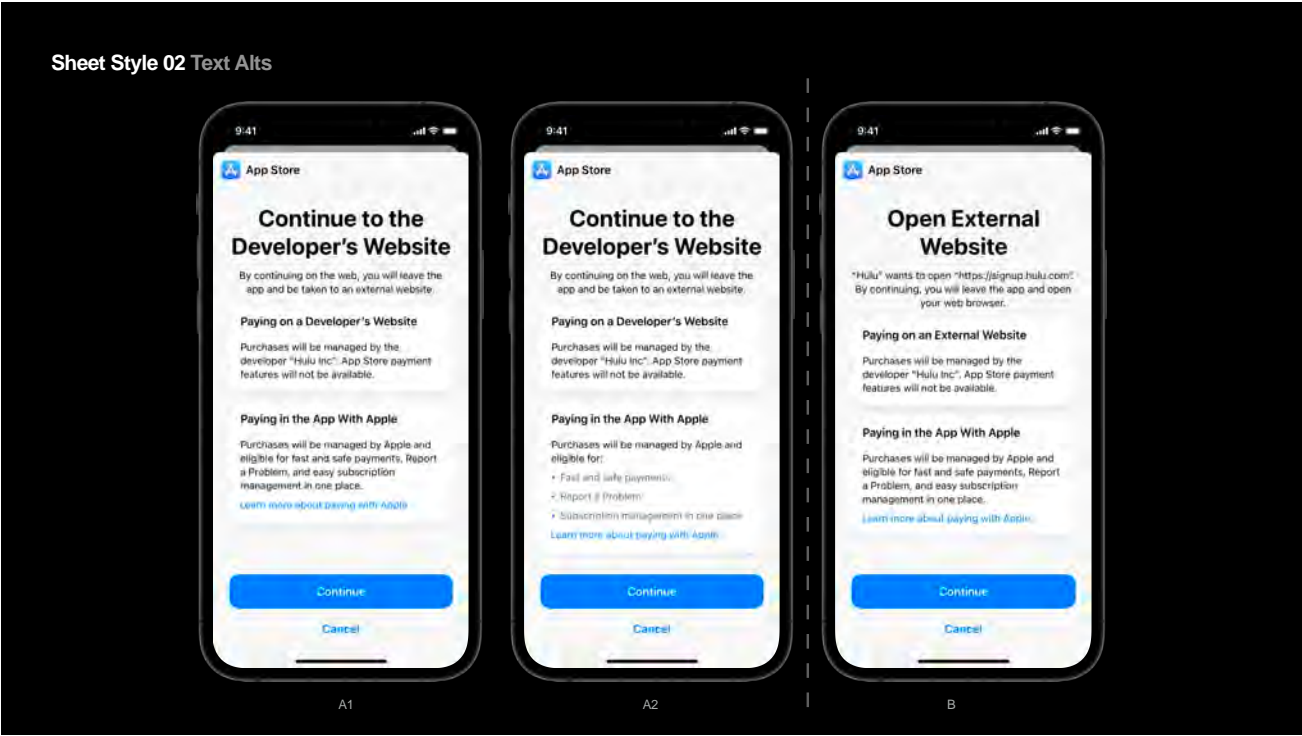 Sheet Style 02 Text Alts
9:41
App Store
Continue to the
Developer's Website
By continuing on the web, you will leave the
app and be taken to an external website.
Paying on a Developer's Website
Purchases will be managed by the
developer "Hulu Inc". App Store payment
features will not be available.
Paying in the App With Apple
Purchases will be managed by Apple and
eligible for fast and safe payments, Report
a Problem, and easy subscription
management in one place.
Learn more about paying with Apple
Continue
Cancel
A1
9:41
App Store
Continue to the
Developer's Website
By continuing on the web, you will leave the
app and be taken to an external website.
Paying on a Developer's Website
Purchases will be managed by the
developer "Hulu Inc". App Store payment
features will not be available.
Paying in the App With Apple
Purchases will be managed by Apple and
eligible for:
• Fast and safe payments
• Report a Problem
• Subscription management in one place
Learn more about paying with Apple
Continue
Cancel
A2
9:41
App Store
Open External
Website
"Hulu" wants to open "https://signup.hulu.com".
By continuing, you will leave the app and open
your web browser.
Paying on an External Website
Purchases will be managed by the
developer "Hulu Inc". App Store payment
features will not be available.
Paying in the App With Apple
Purchases will be managed by Apple and
eligible for fast and safe payments, Report
a Problem, and easy subscription
management in one place.
Learn more about paying with Apple.
Continue
Cancel
B